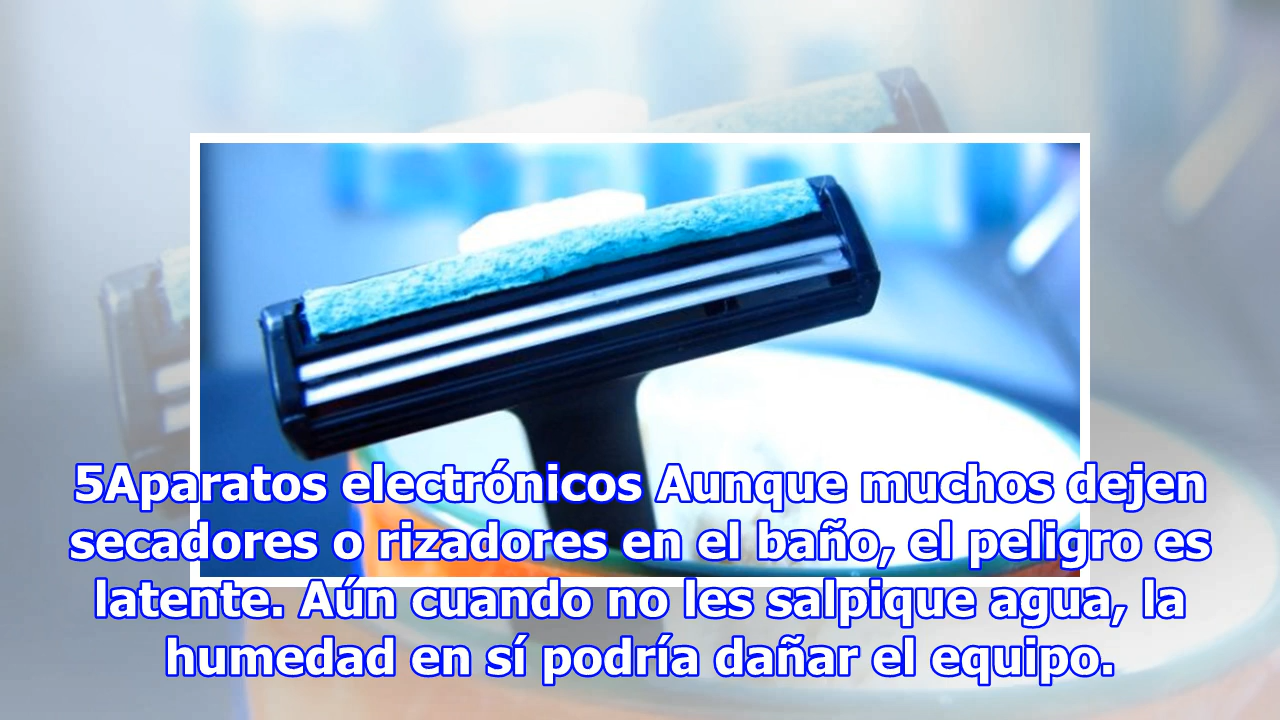 5Aparatos electrónicos Aunque muchos dejen
secadores o rizadores en el baño, el peligro es
latente. Aún cuando no les salpique agua, la
humedad en sí podría dañar el equipo.